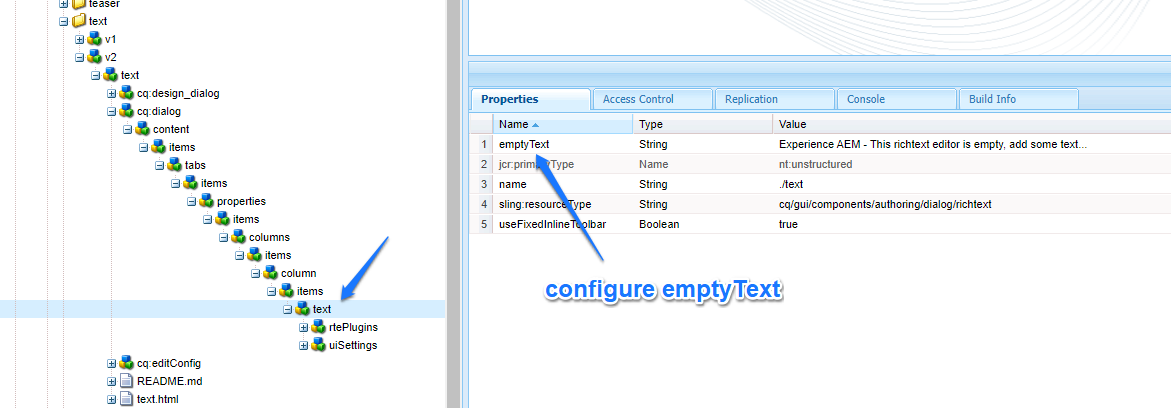 teaser
text
v1
v2
text
cq:design_dialog
cq:dialog
content
items
tabs
items
properties
items
columns
items
column
items
text
rtePlugins
uiSettings
cq:editConfig
README.md
text.html
Properties Access Control Replication Console Build Info
Name Type Value
1 emptyText String Experience AEM - This richtext editor is empty, add some text...
2 jcr:primaryType Name nt:unstructured
3 name String ./text
4 sling:resourceType String cq/gui/components/authoring/dialog/richtext
5 useFixedInlineToolbar Boolean true
configure emptyText